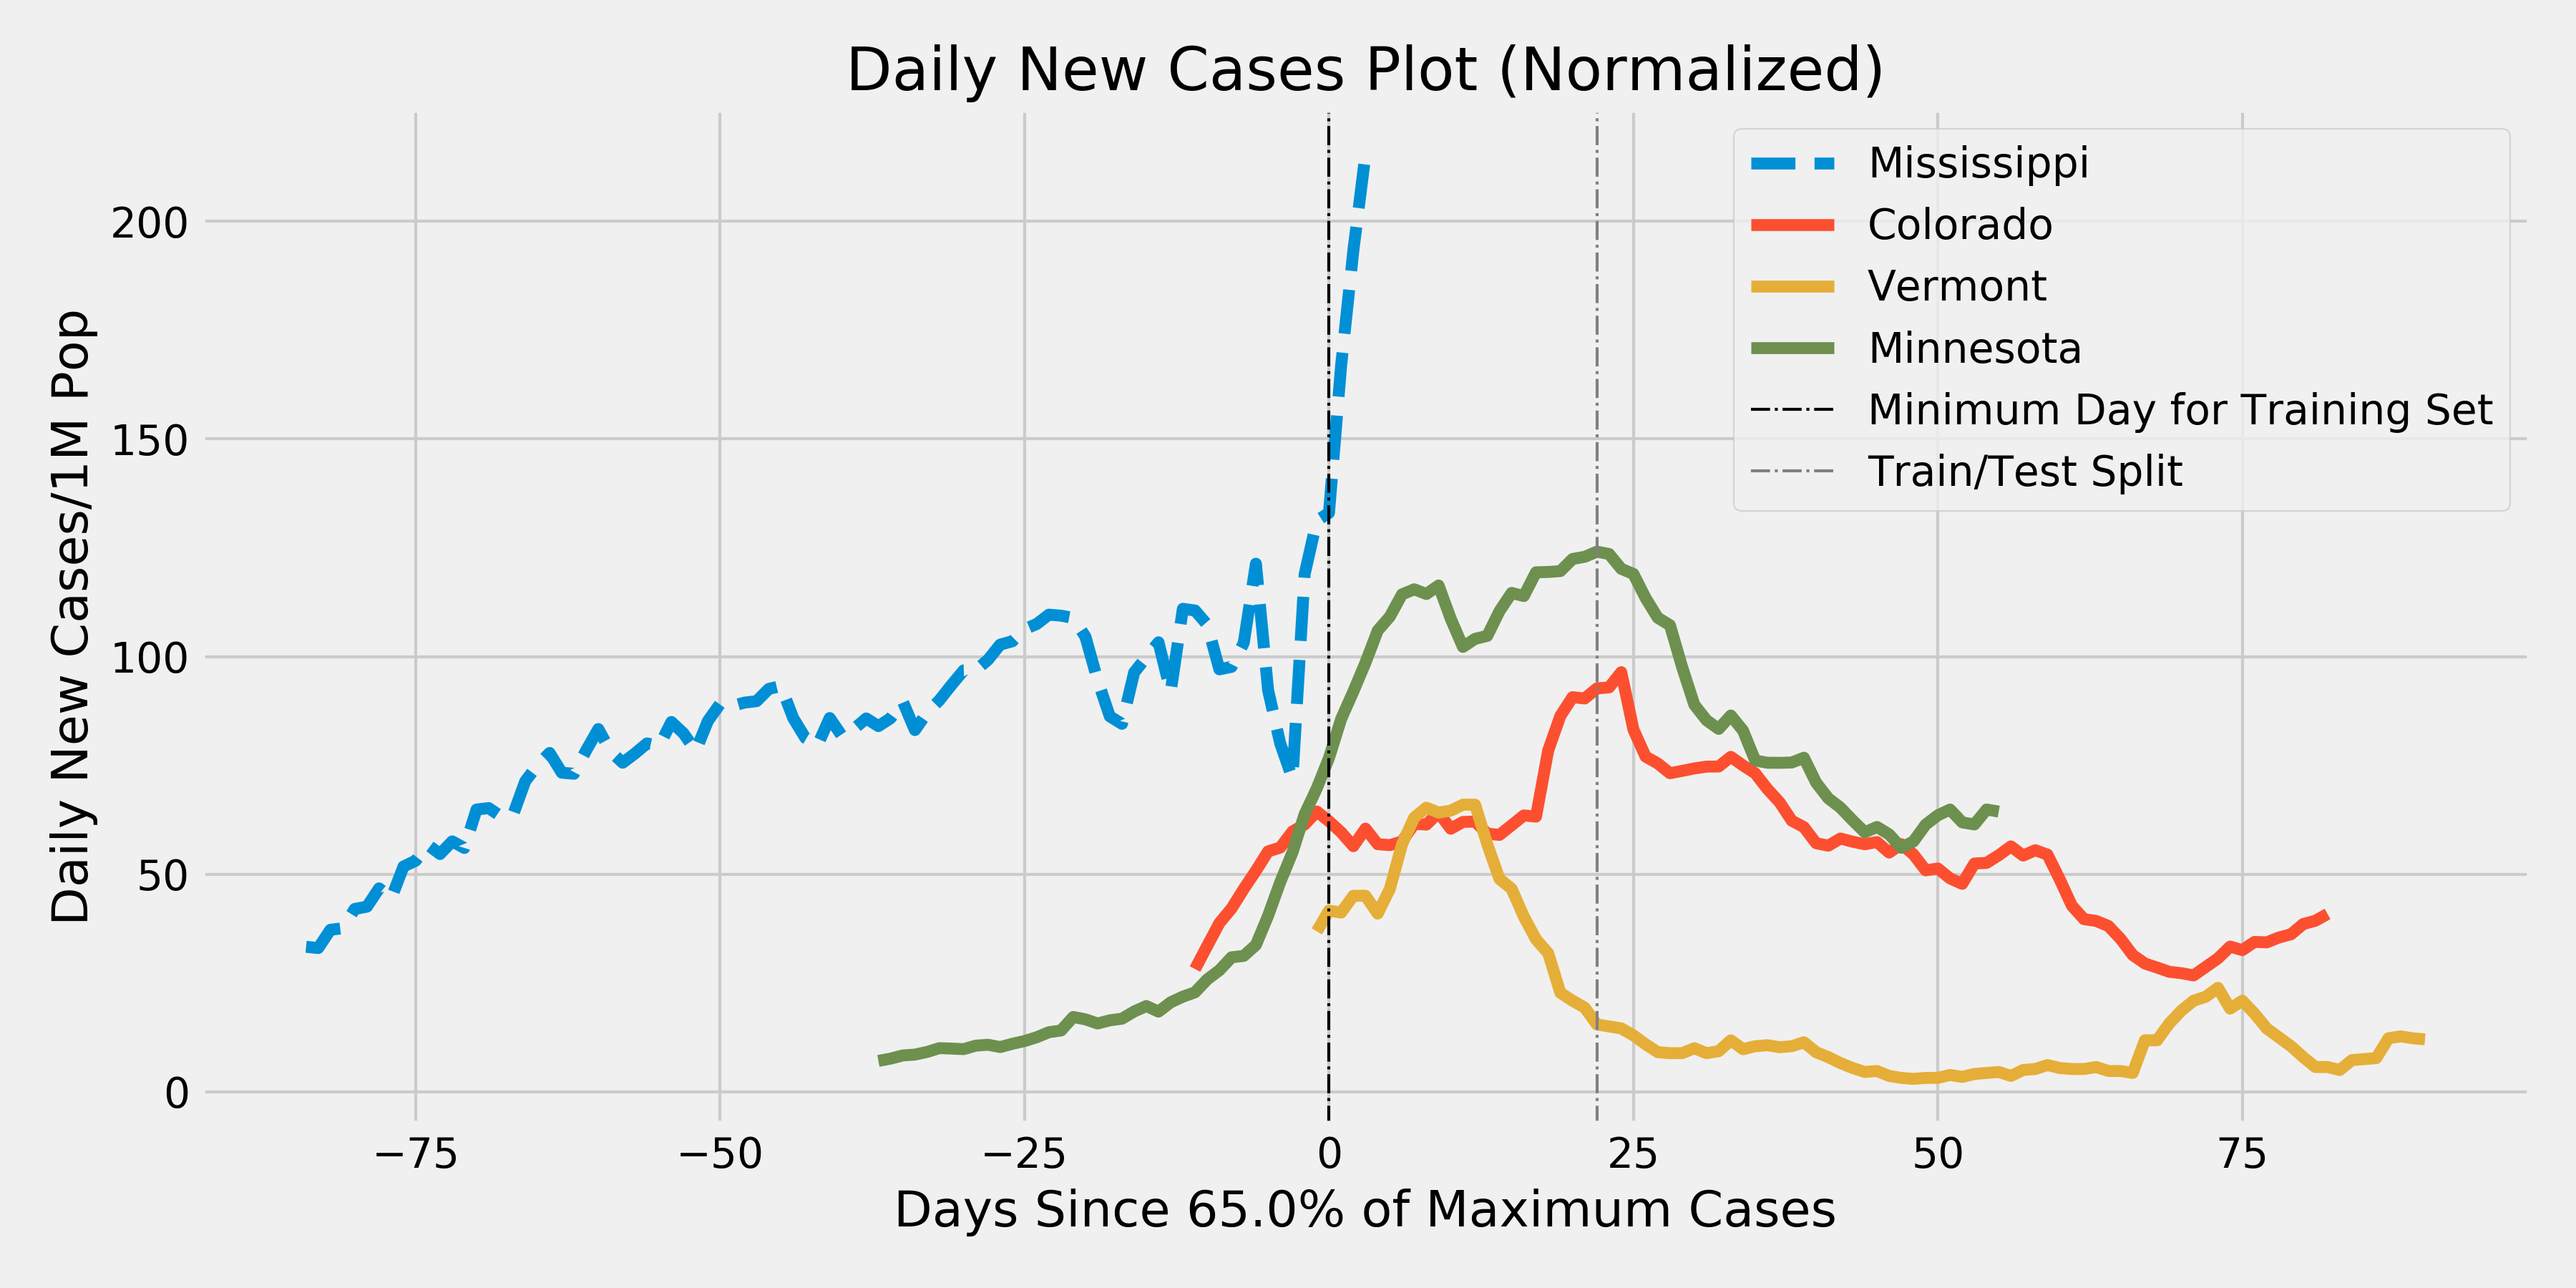 Daily New Cases Plot (Normalized)
Mississippi
Colorado
Vermont
Minnesota
Minimum Day for Training Set
Train/Test Split
Daily New Cases/1M Pop
200
150
100
50
0
−75 −50 −25 0 25 50 75
Days Since 65.0% of Maximum Cases